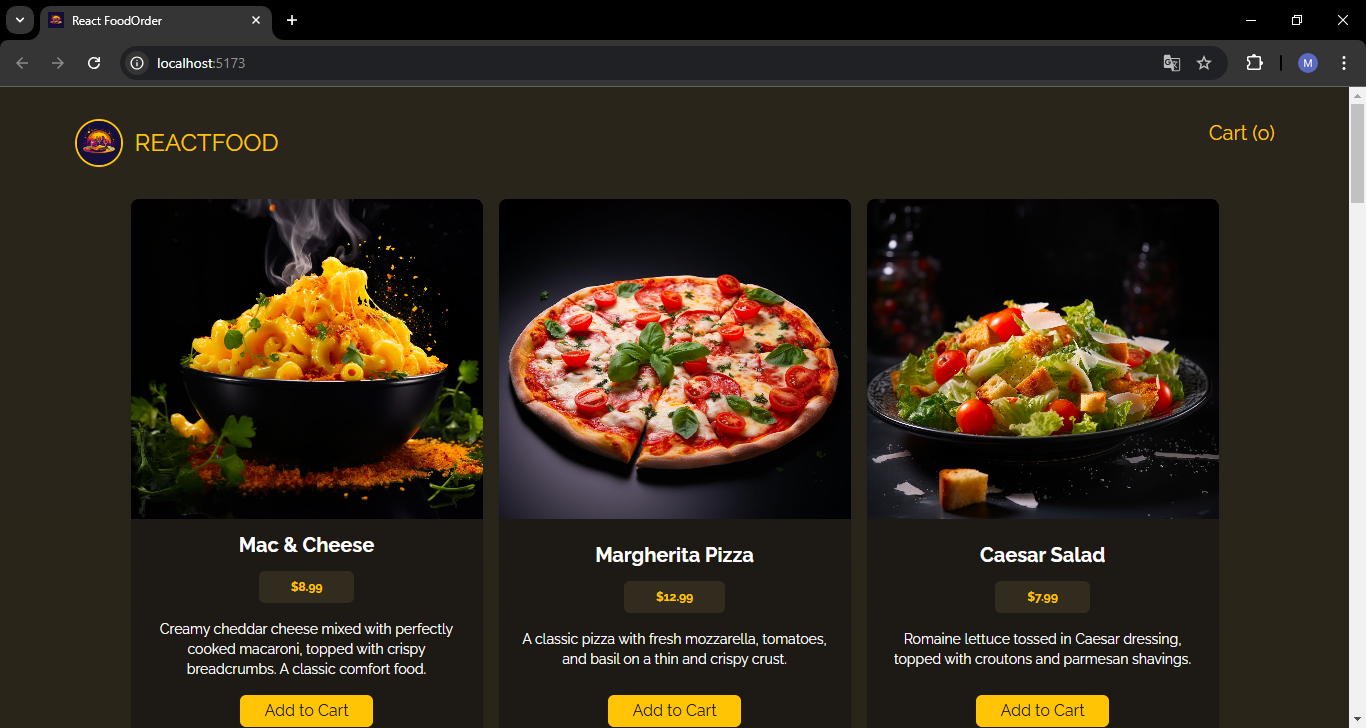 React FoodOrder
localhost:5173
M
REACTFOOD
Cart (0)
Mac & Cheese
$8.99
Creamy cheddar cheese mixed with perfectly
cooked macaroni, topped with crispy
breadcrumbs. A classic comfort food.
Add to Cart
Margherita Pizza
$12.99
A classic pizza with fresh mozzarella, tomatoes,
and basil on a thin and crispy crust.
Add to Cart
Caesar Salad
$7.99
Romaine lettuce tossed in Caesar dressing,
topped with croutons and parmesan shavings.
Add to Cart